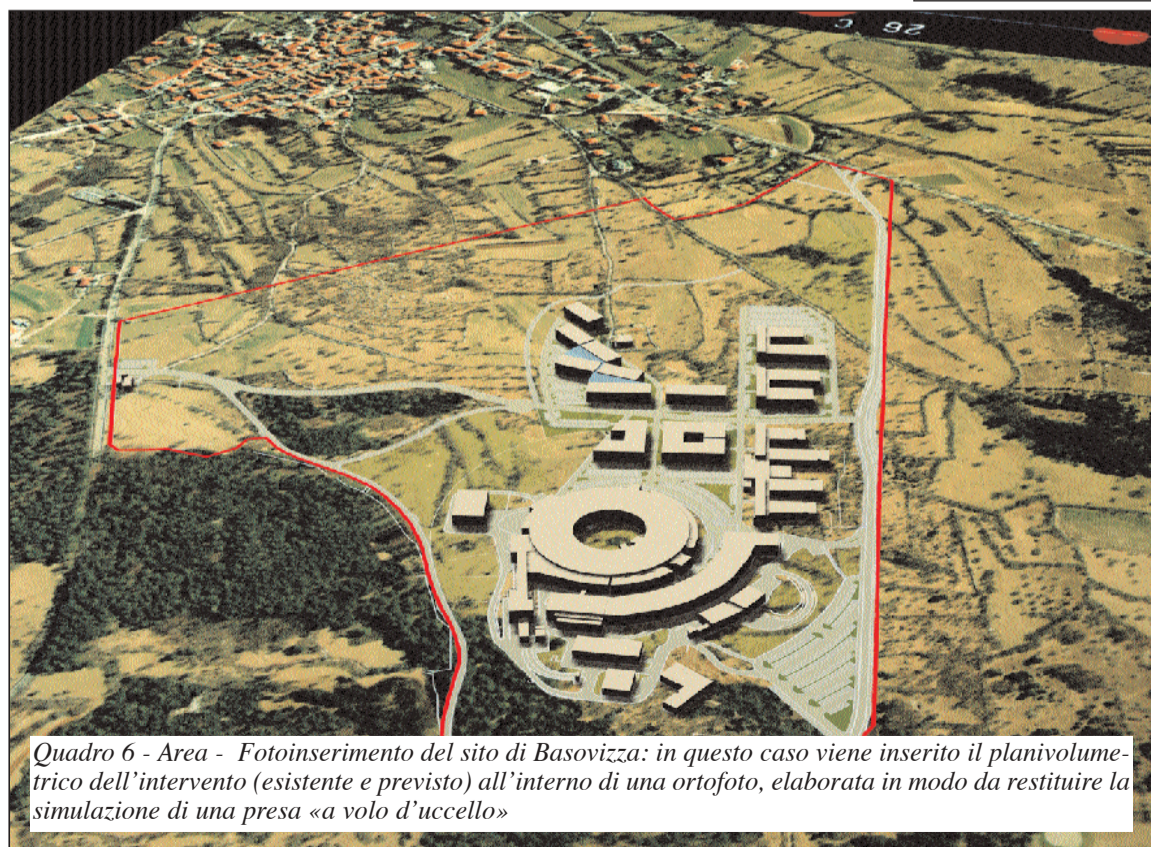 26 C
Quadro 6 - Area - Fotoinserimento del sito di Basovizza: in questo caso viene inserito il planivolume-
trico dell'intervento (esistente e previsto) all'interno di una ortofoto, elaborata in modo da restituire la
simulazione di una presa «a volo d'uccello»